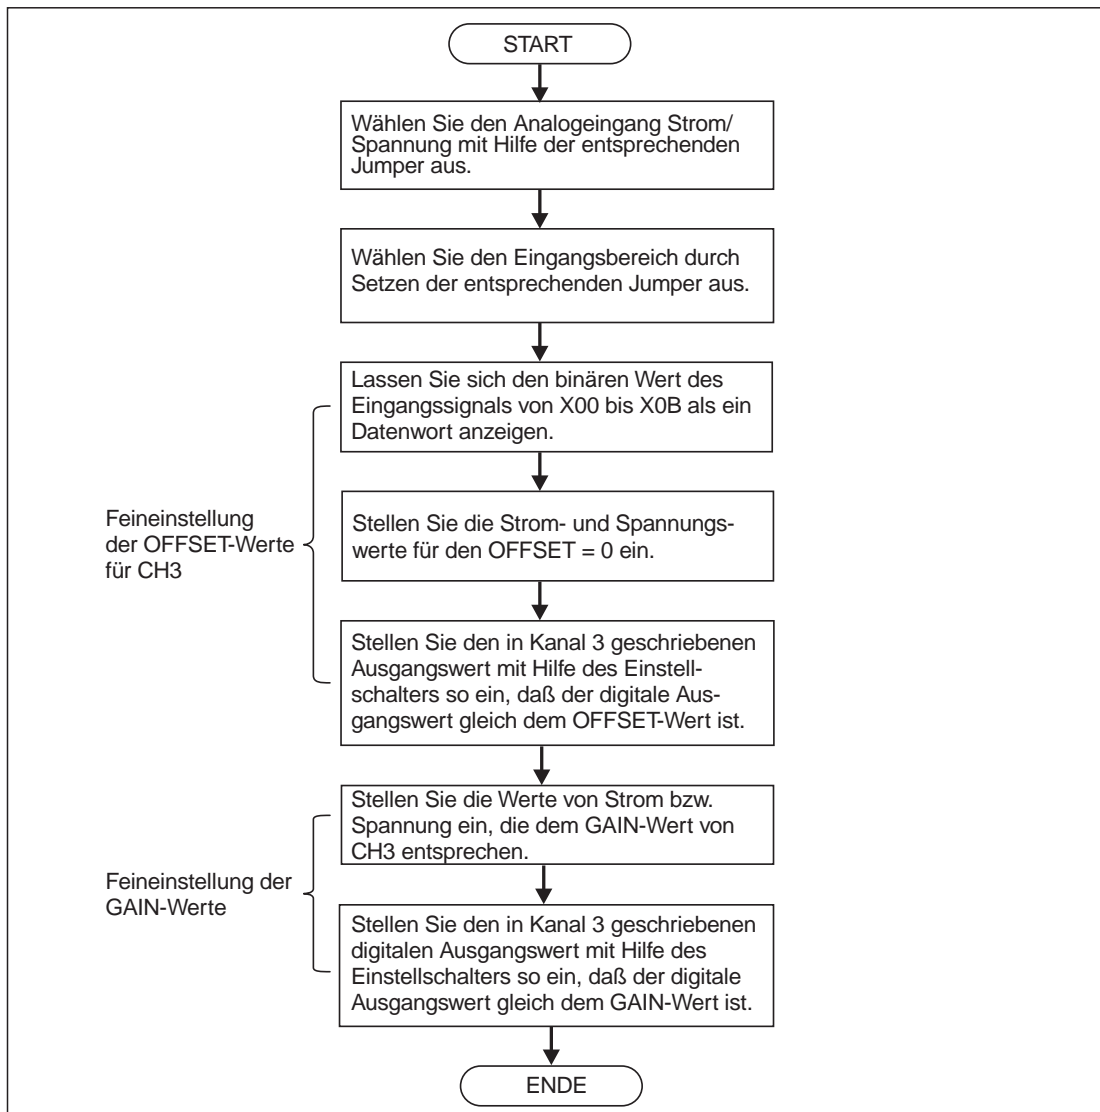 START
Wählen Sie den Analogeingang Strom/
Spannung mit Hilfe der entsprechenden
Jumper aus.
Wählen Sie den Eingangsbereich durch
Setzen der entsprechenden Jumper aus.
Lassen Sie sich den binären Wert des
Eingangssignals von X00 bis X0B als ein
Datenwort anzeigen.
Feineinstellung
der OFFSET-Werte
für CH3
Stellen Sie die Strom- und Spannungs-
werte für den OFFSET = 0 ein.
Stellen Sie den in Kanal 3 geschriebenen
Ausgangswert mit Hilfe des Einstell-
schalters so ein, daß der digitale Aus-
gangswert gleich dem OFFSET-Wert ist.
Stellen Sie die Werte von Strom bzw.
Spannung ein, die dem GAIN-Wert von
CH3 entsprechen.
Feineinstellung der
GAIN-Werte
Stellen Sie den in Kanal 3 geschriebenen
digitalen Ausgangswert mit Hilfe des
Einstellschalters so ein, daß der digitale
Ausgangswert gleich dem GAIN-Wert ist.
ENDE